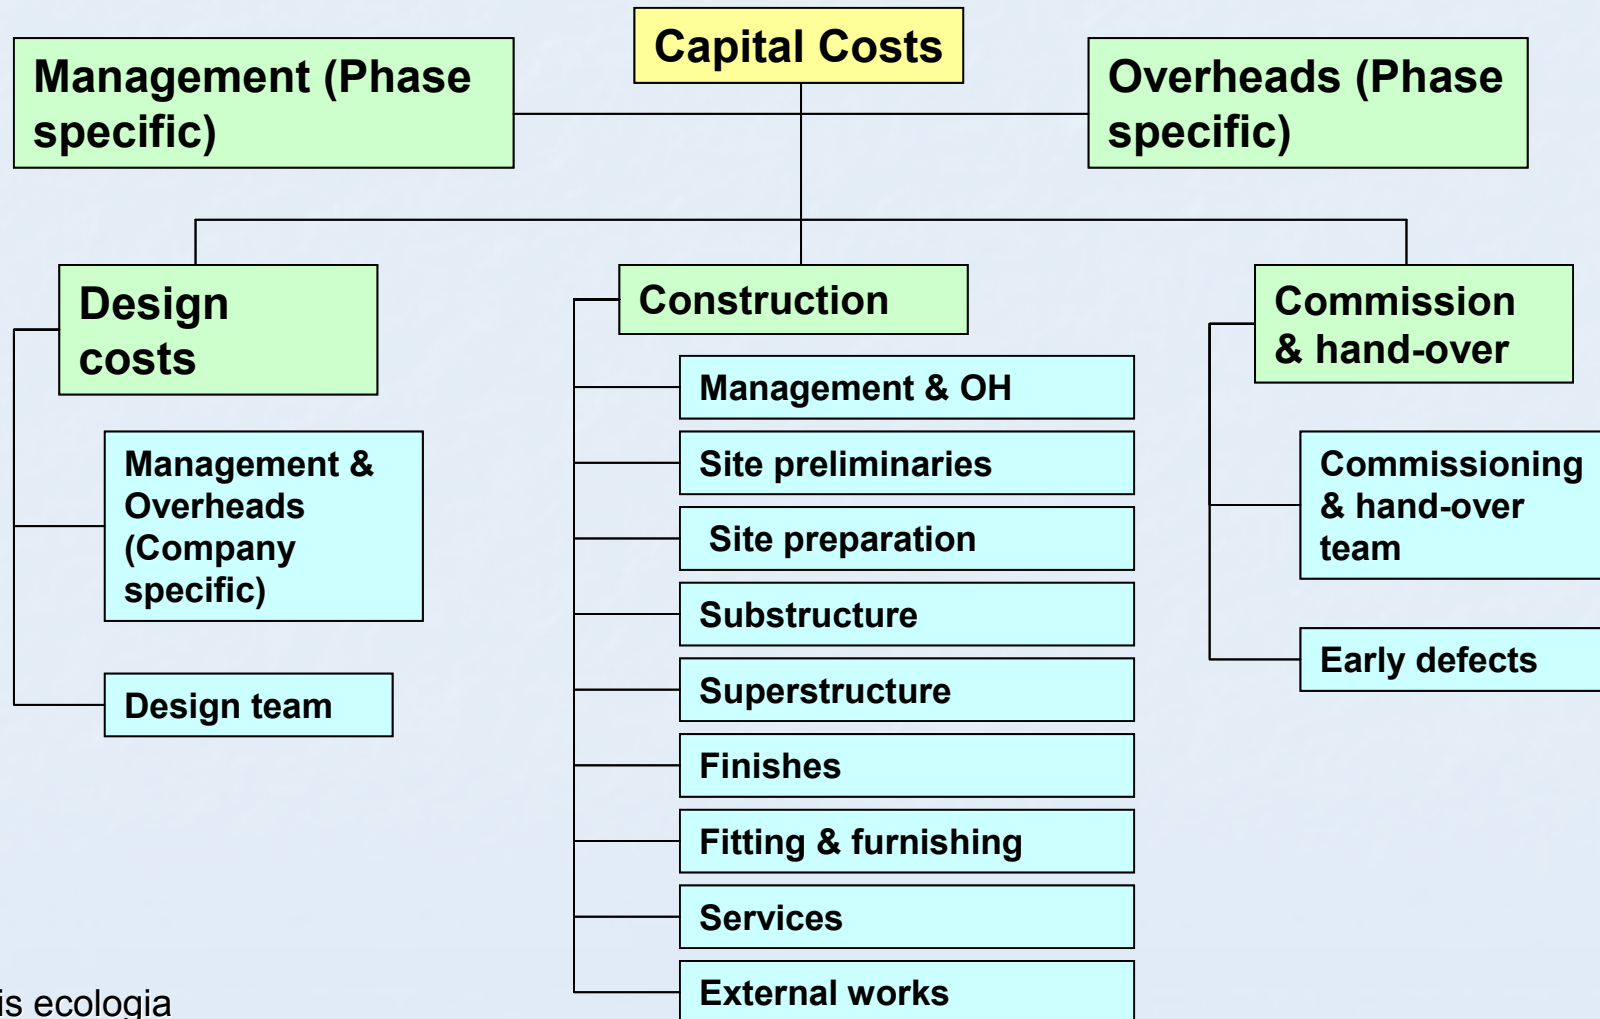 Capital Costs
Management (Phase
specific)
Overheads (Phase
specific)
Design
costs
Management &
Overheads
(Company
specific)
Design team
Construction
Management & OH
Site preliminaries
Site preparation
Substructure
Superstructure
Finishes
Fitting & furnishing
Services
External works
Commission
& hand-over
Commissioning
& hand-over
team
Early defects
is ecologia